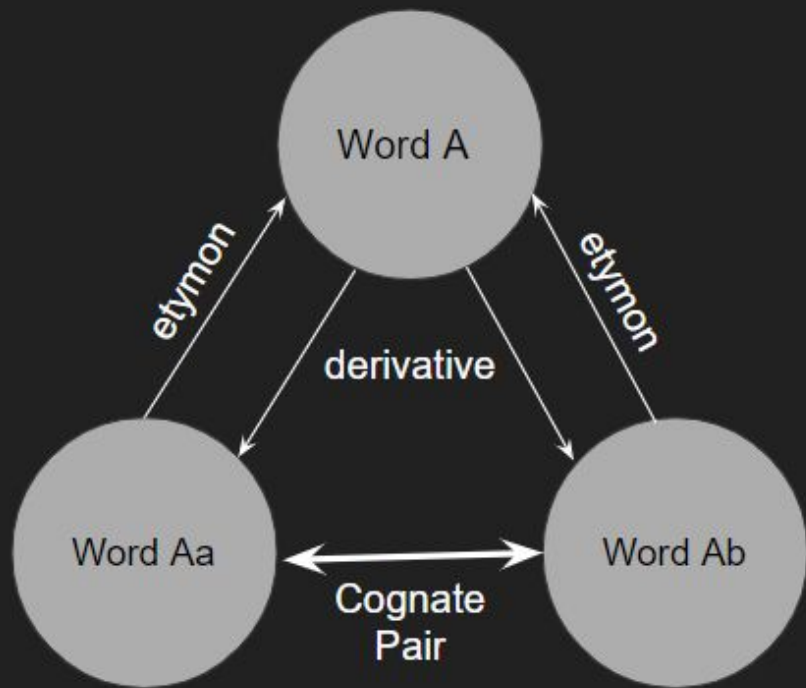 Word A
etymon
etymon
derivative
Word Aa
Word Ab
Cognate
Pair